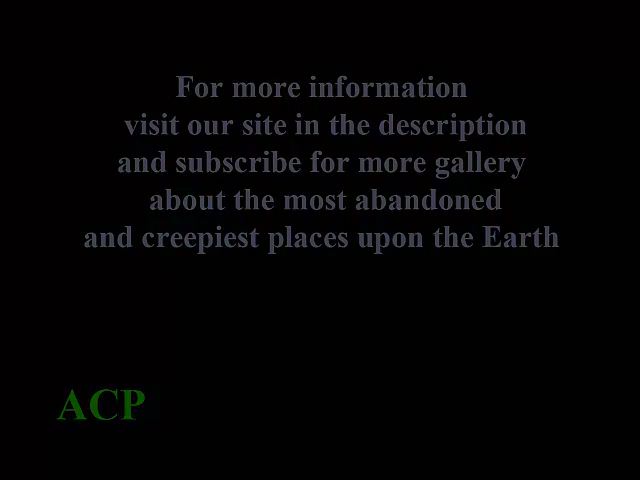 For more information
visit our site in the description
and subscribe for more gallery
about the most abandoned
and creepiest places upon the Earth
ACP